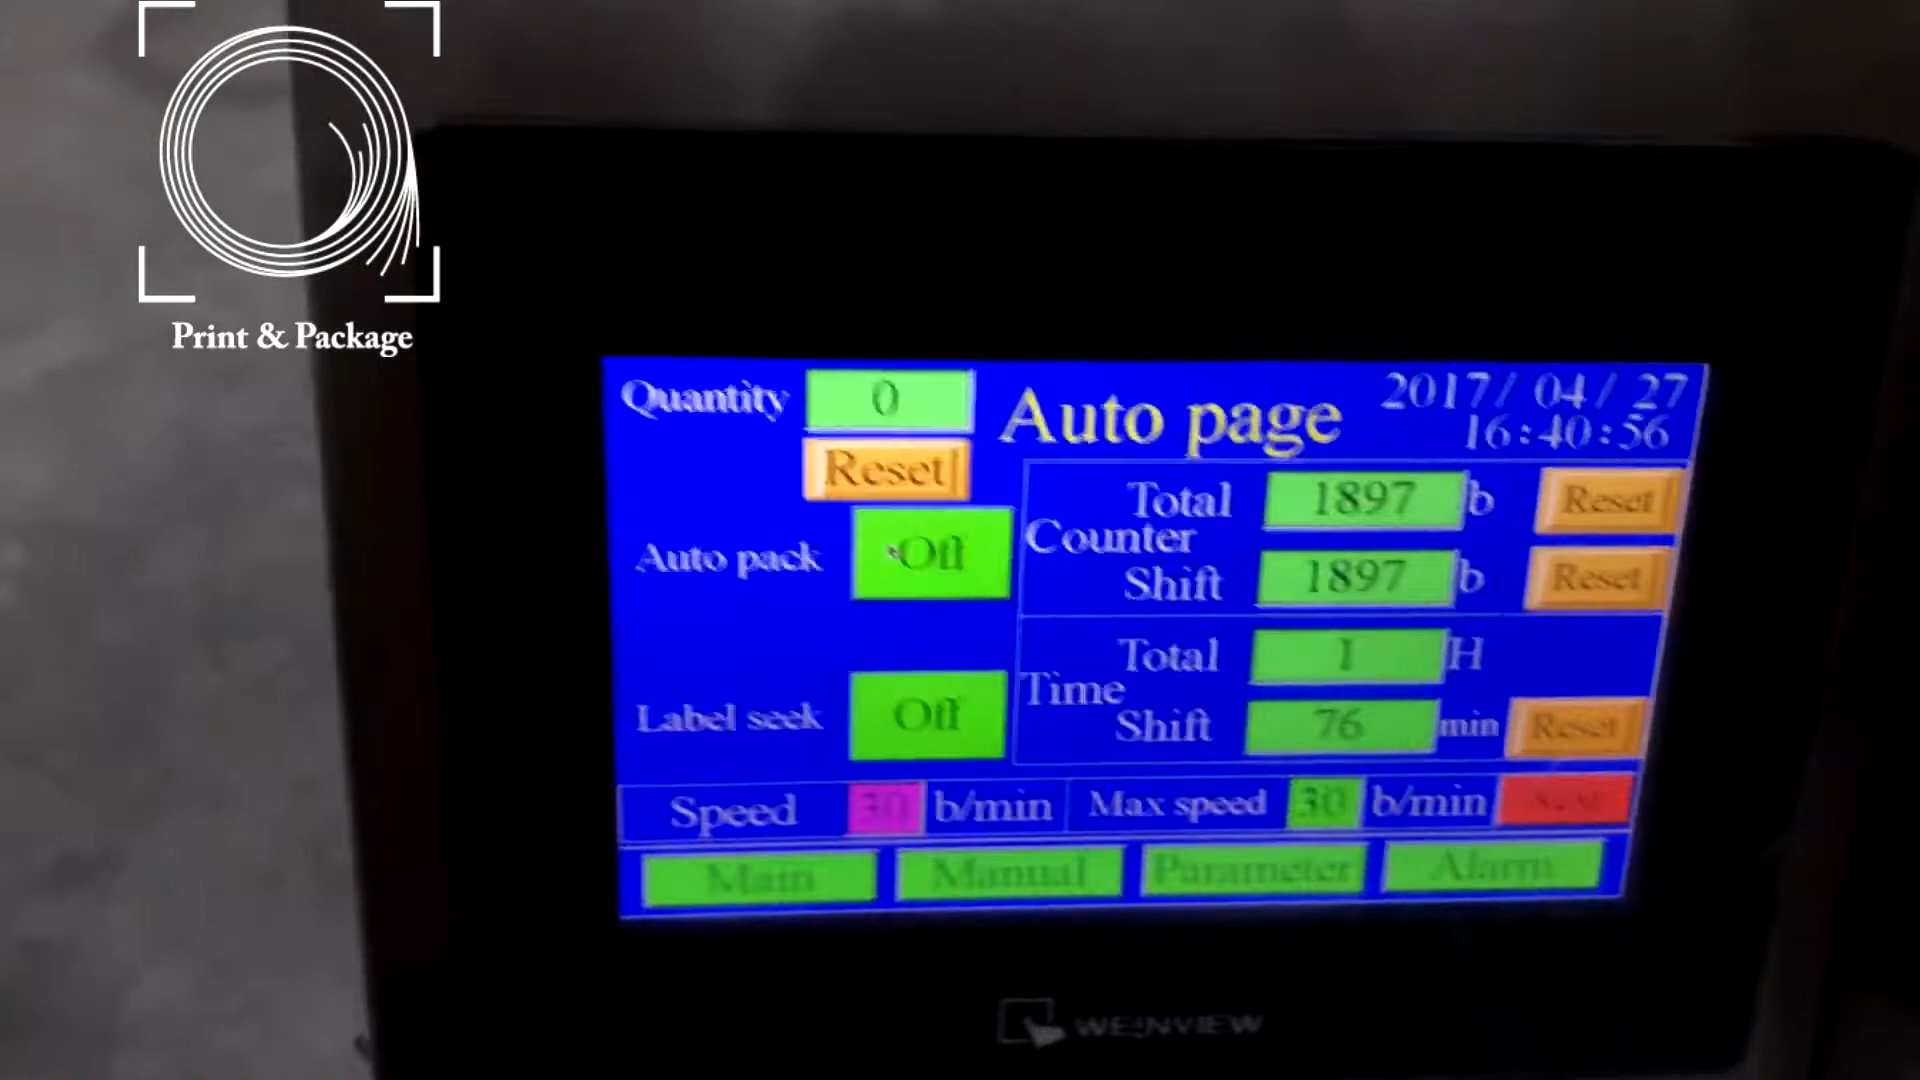 Print & Package
Quantity 0
Reset
Auto page
2017/ 04/ 27
16:40:56
Auto pack Off
Label seek Off
Counter
Total 1897 b Reset
Shift 1897 b Reset
Time
Total 1 H
Shift 76 min Reset
Speed 30 b/min Max speed 30 b/min
Main Manual Parameter Alarm
WEINVIEW